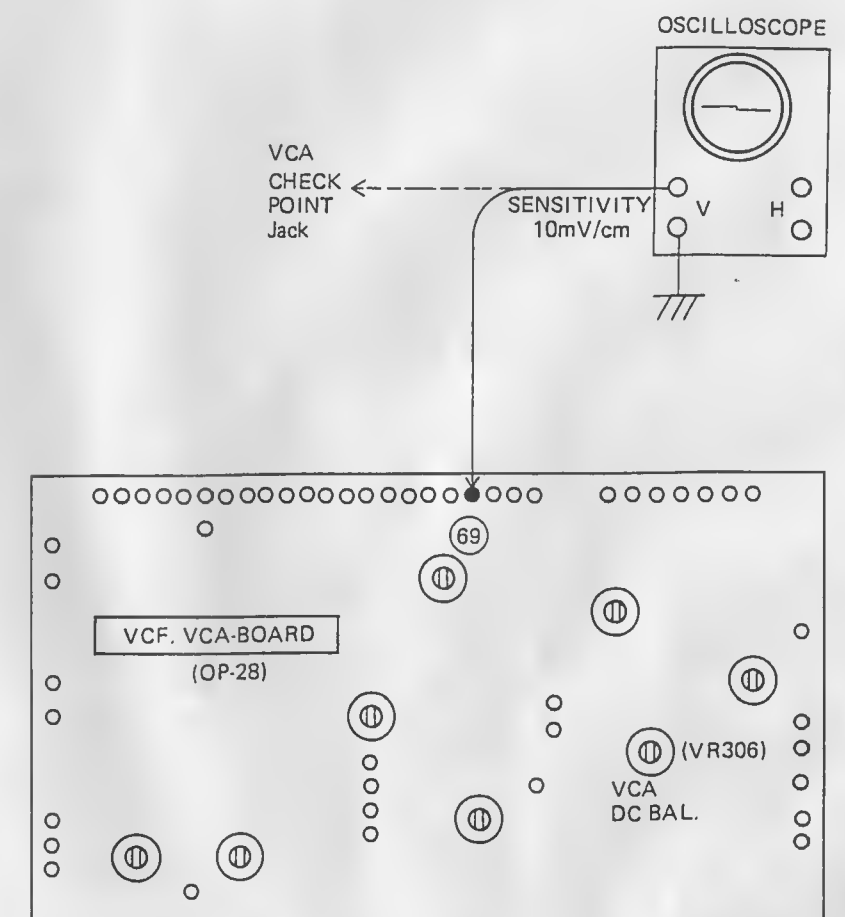 OSCILLOSCOPE
VCA
CHECK
POINT
Jack
SENSITIVITY
10mV/cm
V
H
69
VCF. VCA-BOARD
(OP-28)
(VR306)
VCA
DC BAL.